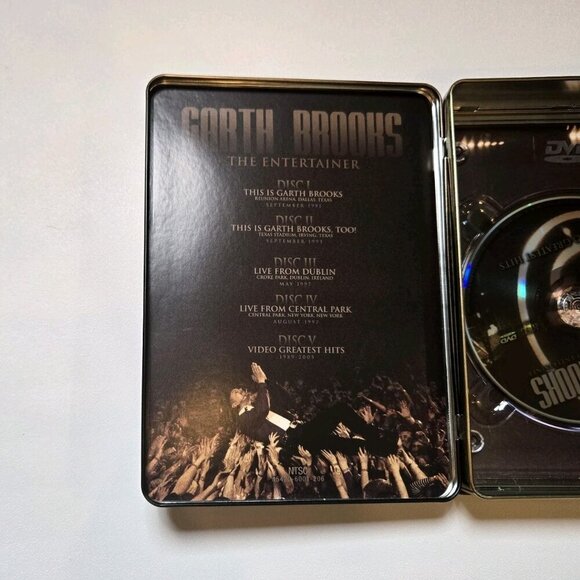 GARTH BROOKS
THE ENTERTAINER
DISC I
THIS IS GARTH BROOKS
REUNION ARENA, DALLAS, TEXAS
SEPTEMBER 1991
DISC II
THIS IS GARTH BROOKS, TOO!
TEXAS STADIUM, IRVING, TEXAS
SEPTEMBER 1993
DISC III
LIVE FROM DUBLIN
CROKE PARK, DUBLIN, IRELAND
MAY 1997
DISC IV
LIVE FROM CENTRAL PARK
CENTRAL PARK, NEW YORK, NEW YORK
AUGUST 1997
DISC V
VIDEO GREATEST HITS
1989-2005
NTSC
GREATEST HITS
DVD